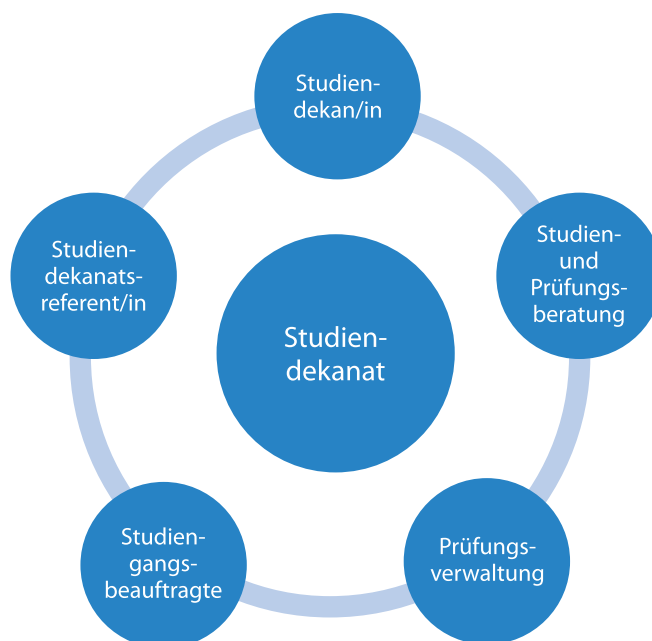 Studien-
dekan/in
Studien-
und
Prüfungs-
beratung
Studien-
dekanats-
referent/in
Studien-
dekanat
Studien-
gangs-
beauftragte
Prüfungs-
verwaltung